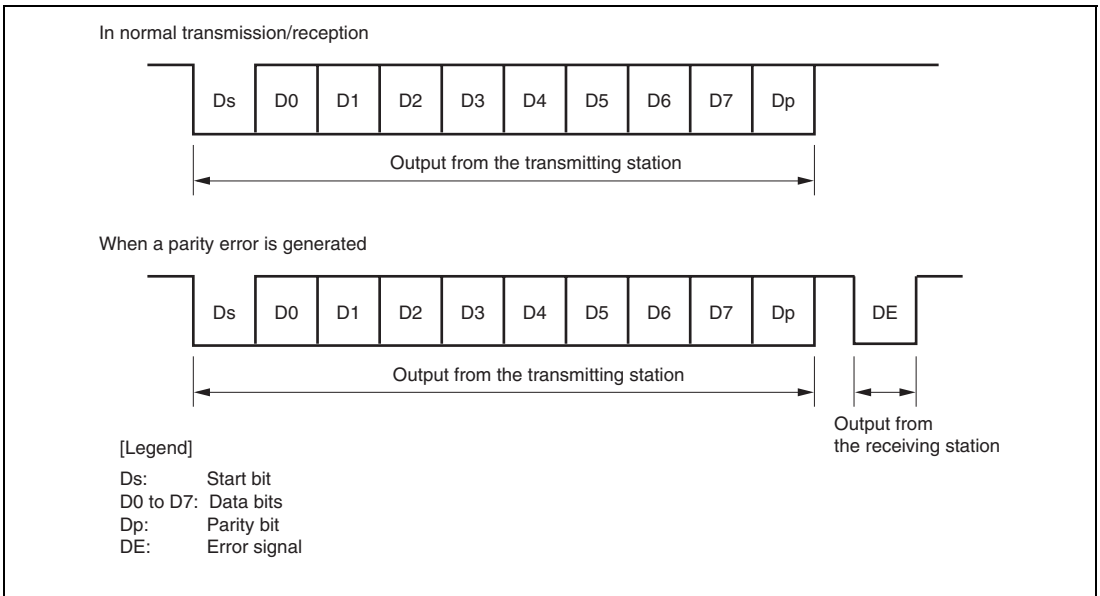 In normal transmission/reception
Ds D0 D1 D2 D3 D4 D5 D6 D7 Dp
Output from the transmitting station
When a parity error is generated
Ds D0 D1 D2 D3 D4 D5 D6 D7 Dp DE
Output from the transmitting station
Output from
the receiving station
[Legend]
Ds: Start bit
D0 to D7: Data bits
Dp: Parity bit
DE: Error signal